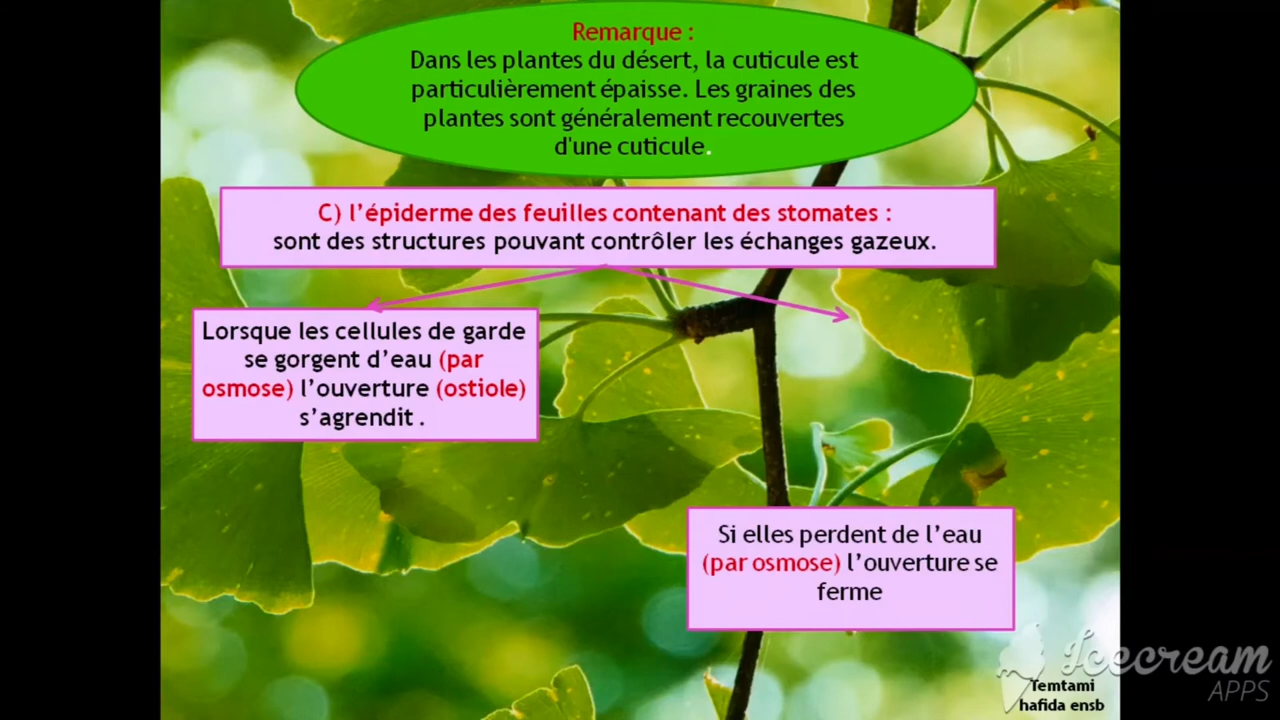 Remarque :
Dans les plantes du désert, la cuticule est
particulièrement épaisse. Les graines des
plantes sont généralement recouvertes
d'une cuticule.
C) l’épiderme des feuilles contenant des stomates :
sont des structures pouvant contrôler les échanges gazeux.
Lorsque les cellules de garde
se gorgent d’eau (par
osmose) l’ouverture (ostiole)
s’agrendit .
Si elles perdent de l’eau
(par osmose) l’ouverture se
ferme
Icecream
APPS
Temtami
hafida ensb